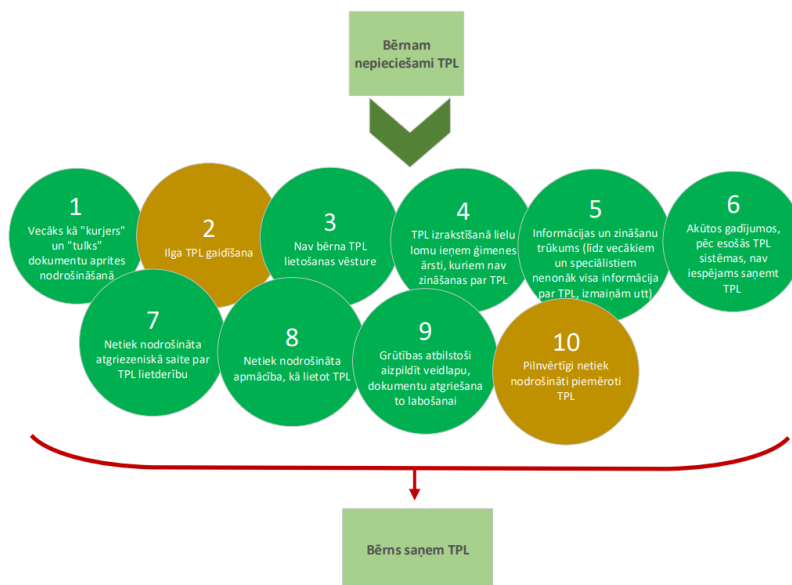 Bērnam
nepieciešami TPL
1
Vecāks kā "kurjers"
un "tulks"
dokumentu aprites
nodrošināšanā
2
Ilga TPL gaidīšana
3
Nav bērna TPL
lietošanas vēsture
4
TPL izrakstīšanā lielu
lomu ieņem ģimenes
ārsti, kuriem nav
zināšanas par TPL
5
Informācijas un zināšanu
trūkums (līdz vecākiem
un speciālistiem
nenonāk visa informācija
par TPL, izmaiņām utt)
6
Akūtos gadījumos,
pēc esošās TPL
sistēmas, nav
iespējams saņemt
TPL
7
Netiek nodrošināta
atgriezeniskā saite par
TPL lietderību
8
Netiek nodrošināta
apmācība, kā lietot TPL
9
Grūtības atbilstoši
aizpildīt veidlapu,
dokumentu atgriešana
to labošanai
10
Pilnvērtīgi netiek
nodrošināti piemēroti
TPL
Bērns saņem TPL